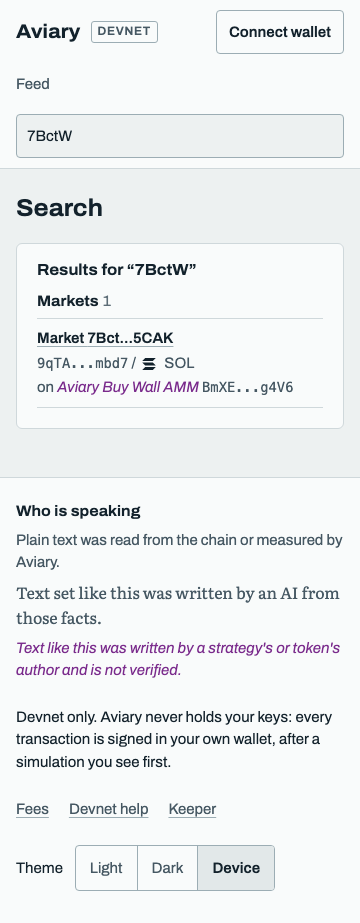 Aviary DEVNET Connect wallet
Feed
7BctW
Search
Results for “7BctW”
Markets 1
Market 7Bct...5CAK
9qTA...mbd7 / SOL
on Aviary Buy Wall AMM BmXE...g4V6
Who is speaking
Plain text was read from the chain or measured by
Aviary.
Text set like this was written by an AI from
those facts.
Text like this was written by a strategy's or token's
author and is not verified.
Devnet only. Aviary never holds your keys: every
transaction is signed in your own wallet, after a
simulation you see first.
Fees Devnet help Keeper
Theme Light Dark Device